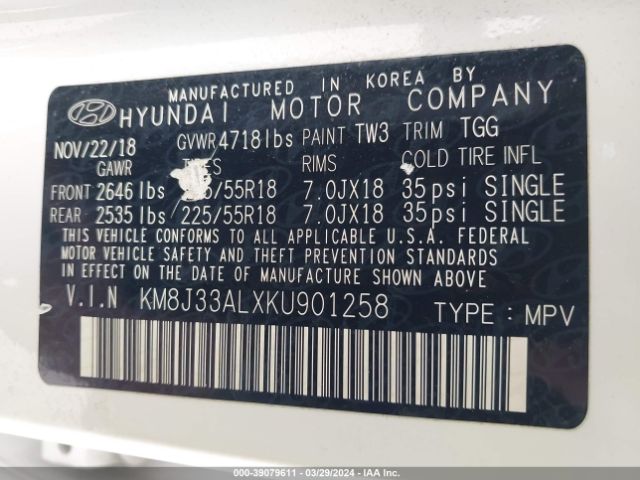 MANUFACTURED IN KOREA BY
HYUNDAI MOTOR COMPANY
NOV/22/18 GVWR 4718lbs PAINT TW3 TRIM TGG
GAWR RIMS COLD TIRE INFL
FRONT 2646 lbs /55R18 7.0JX18 35psi SINGLE
REAR 2535 lbs 225/55R18 7.0JX18 35psi SINGLE
THIS VEHICLE CONFORMS TO ALL APPLICABLE U.S.A. FEDERAL
MOTOR VEHICLE SAFETY, BUMPER, AND THEFT PREVENTION STANDARDS
IN EFFECT ON THE DATE OF MANUFACTURE SHOWN ABOVE.
V.I.N KM8J33ALXKU901258 TYPE : MPV
000-39079611 - 03/29/2024 - IAA Inc.